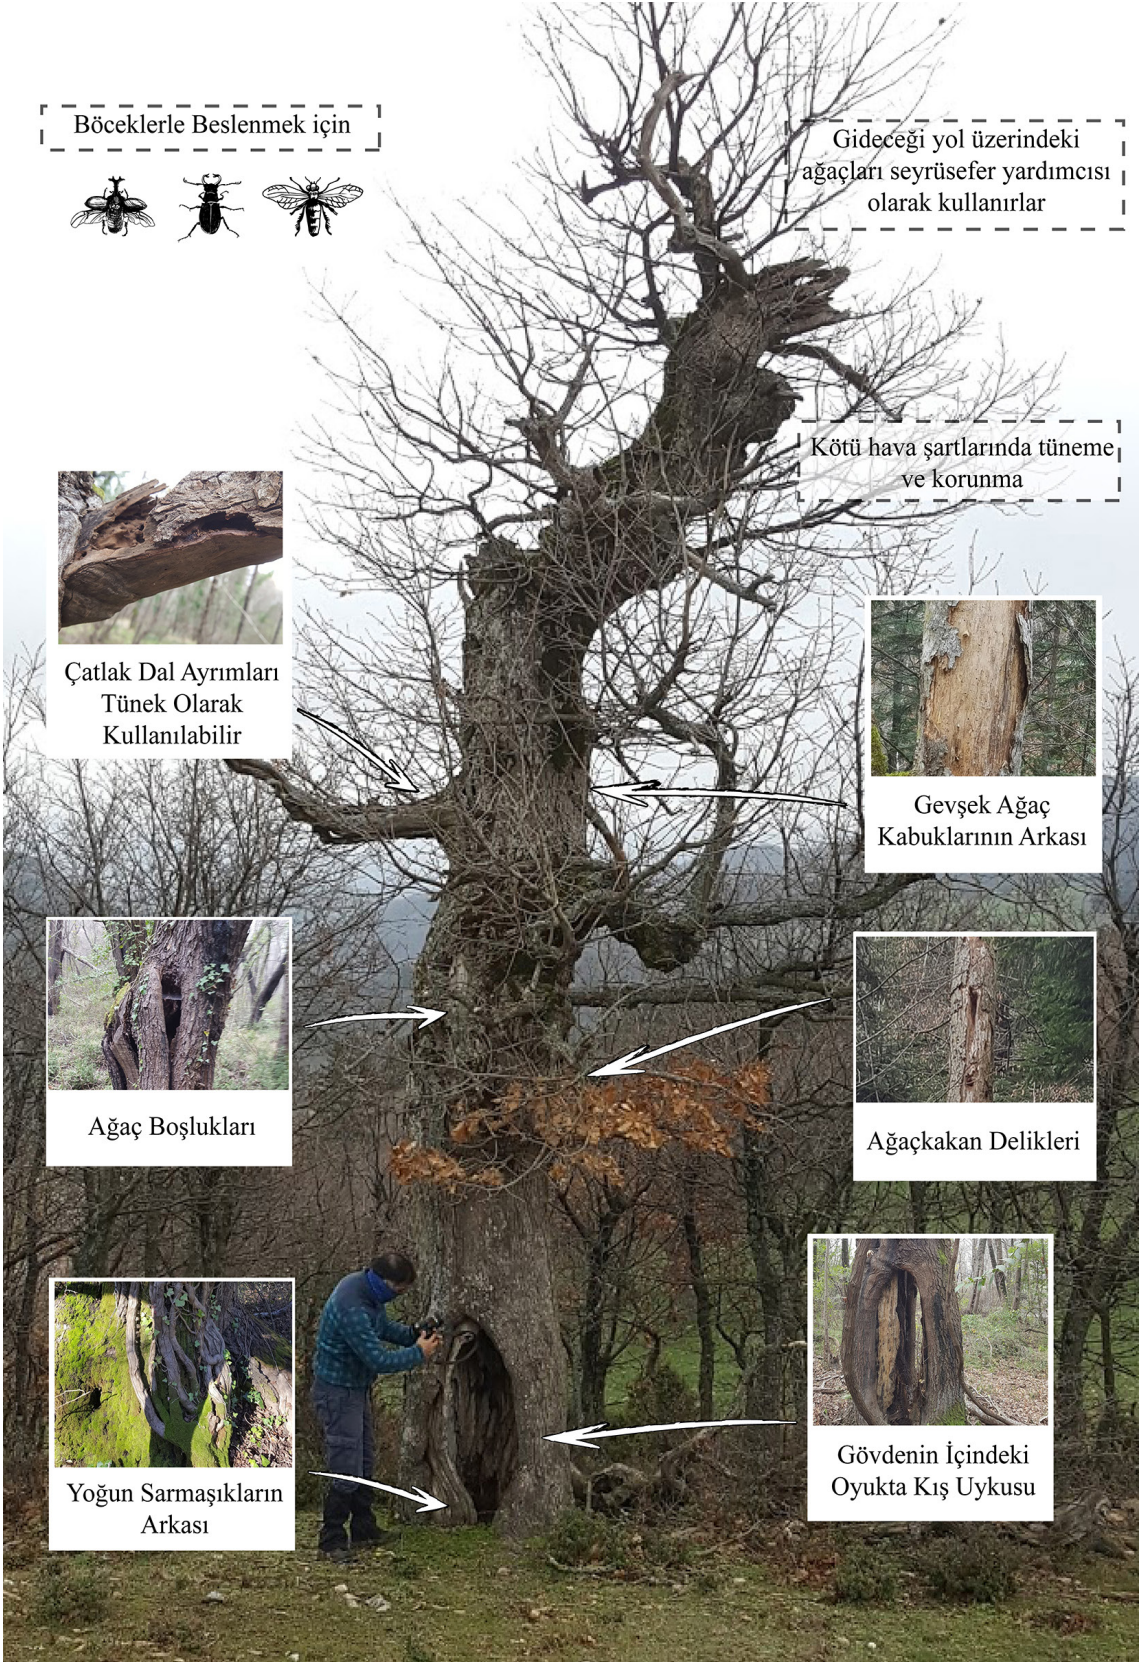 Böceklerle Beslenmek için
Gideceği yol üzerindeki
ağaçları seyrüsefer yardımcısı
olarak kullanırlar
Kötü hava şartlarında tüneme
ve korunma
Çatlak Dal Ayrımları
Tünek Olarak
Kullanılabilir
Gevşek Ağaç
Kabuklarının Arkası
Ağaç Boşlukları
Ağaçkakan Delikleri
Yoğun Sarmaşıkların
Arkası
Gövdenin İçindeki
Oyukta Kış Uykusu